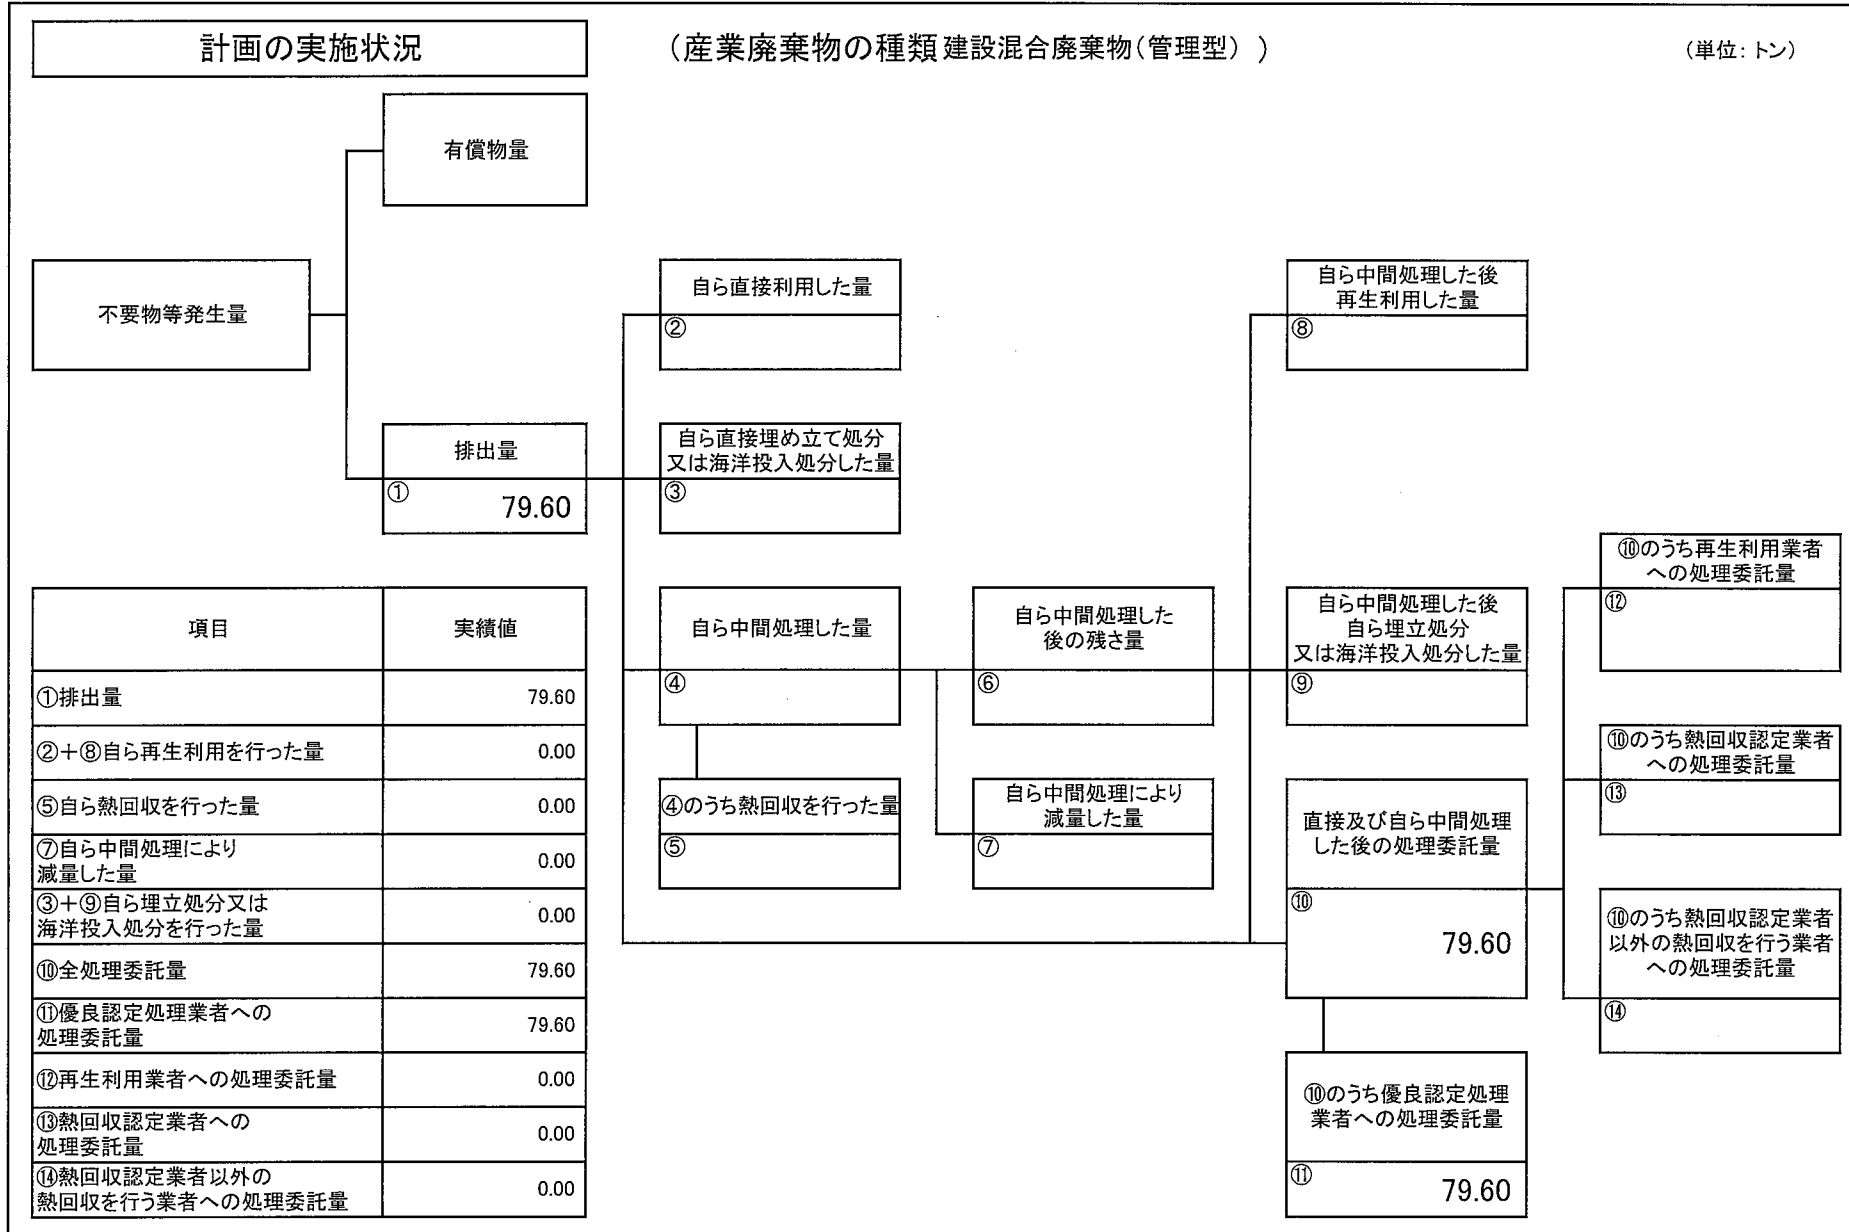 計画の実施状況
（産業廃棄物の種類 建設混合廃棄物（管理型））
（単位：トン）
有償物量
不要物等発生量
排出量
① 79.60
自ら直接利用した量
②
自ら直接埋め立て処分
又は海洋投入処分した量
③
自ら中間処理した後
再生利用した量
⑧
自ら中間処理した量
④
自ら中間処理した
後の残さ量
⑥
自ら中間処理した後
自ら埋立処分
又は海洋投入処分した量
⑨
④のうち熱回収を行った量
⑤
自ら中間処理により
減量した量
⑦
直接及び自ら中間処理
した後の処理委託量
⑩
79.60
⑩のうち優良認定処理
業者への処理委託量
⑪ 79.60
⑩のうち再生利用業者
への処理委託量
⑫
⑩のうち熱回収認定業者
への処理委託量
⑬
⑩のうち熱回収認定業者
以外の熱回収を行う業者
への処理委託量
⑭
項目 実績値
①排出量 79.60
②＋⑧自ら再生利用を行った量 0.00
⑤自ら熱回収を行った量 0.00
⑦自ら中間処理により
減量した量 0.00
③＋⑨自ら埋立処分又は
海洋投入処分を行った量 0.00
⑩全処理委託量 79.60
⑪優良認定処理業者への
処理委託量 79.60
⑫再生利用業者への処理委託量 0.00
⑬熱回収認定業者への
処理委託量 0.00
⑭熱回収認定業者以外の
熱回収を行う業者への処理委託量 0.00